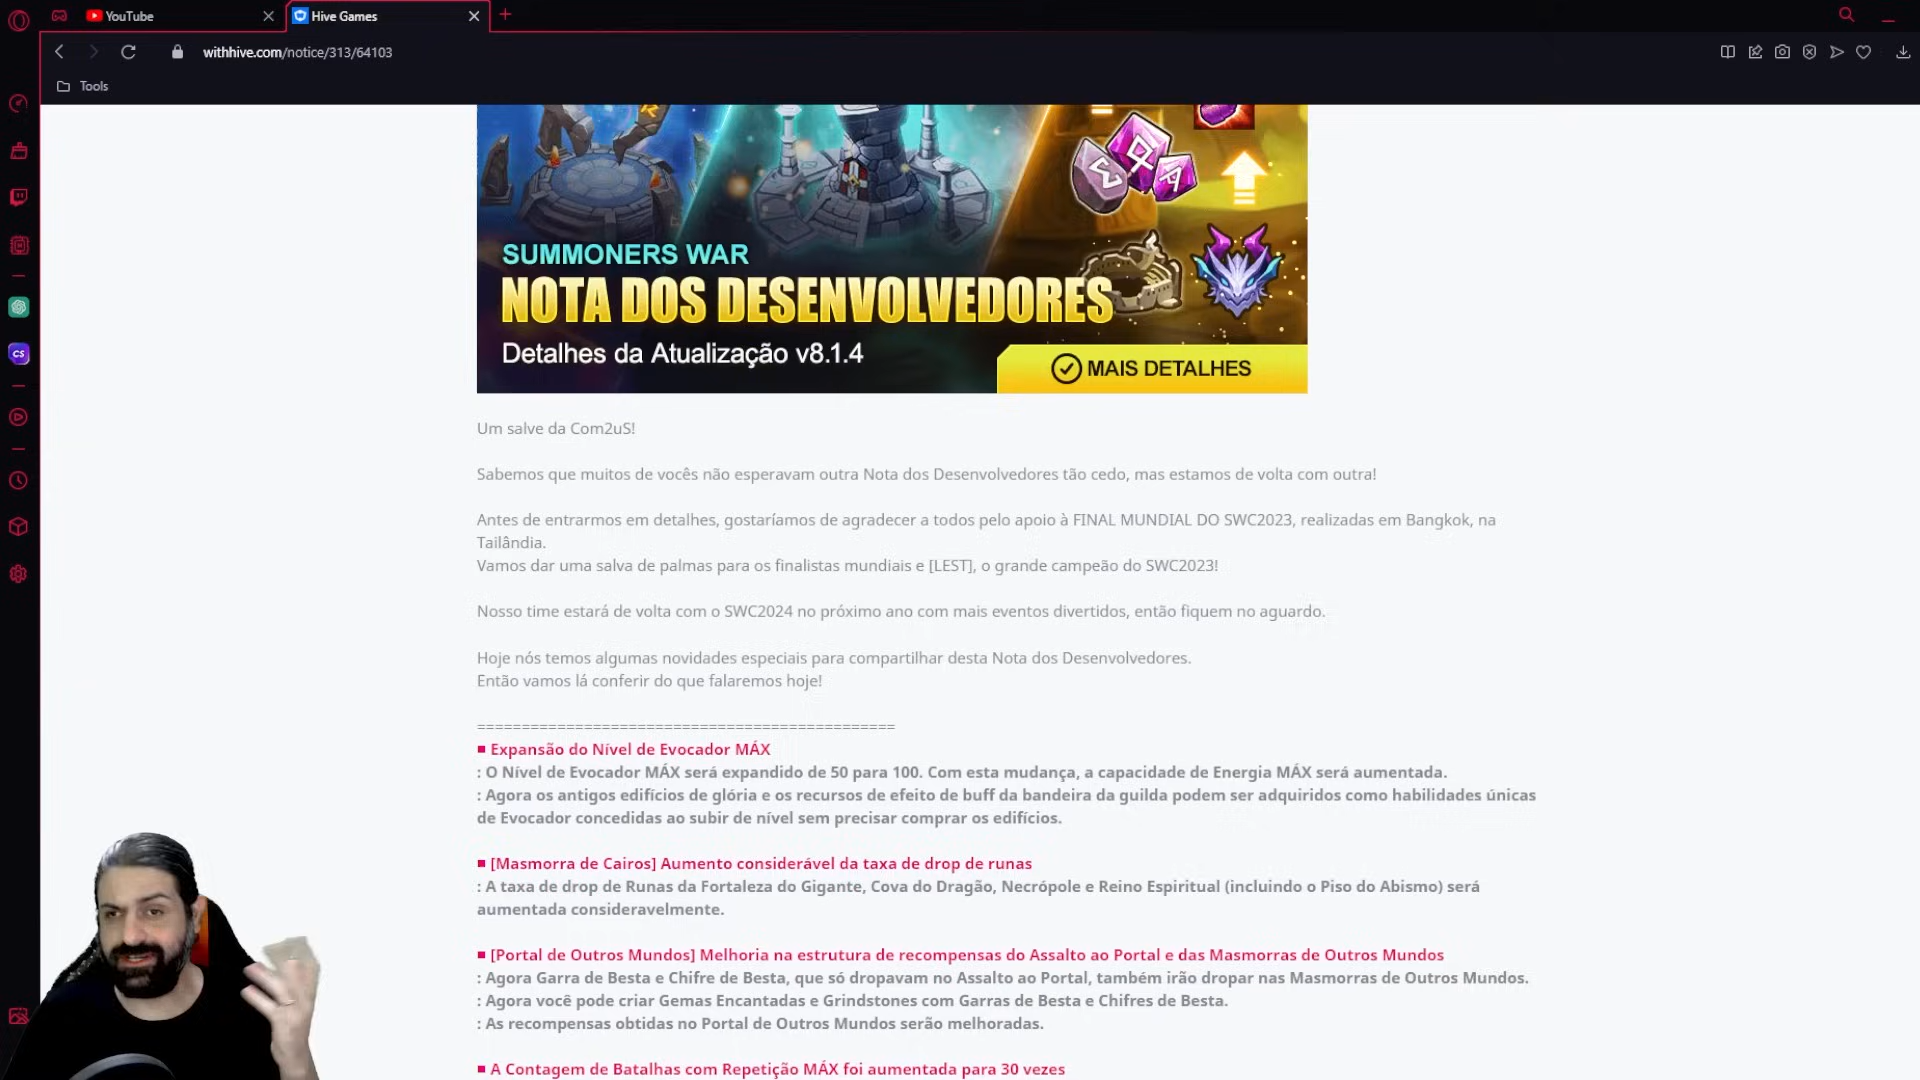 YouTube
Hive Games
withhive.com/notice/313/64103
Tools
SUMMONERS WAR
NOTA DOS DESENVOLVEDORES
Detalhes da Atualização v8.1.4
MAIS DETALHES
Um salve da Com2uS!
Sabemos que muitos de vocês não esperavam outra Nota dos Desenvolvedores tão cedo, mas estamos de volta com outra!
Antes de entrarmos em detalhes, gostaríamos de agradecer a todos pelo apoio à FINAL MUNDIAL DO SWC2023, realizadas em Bangkok, na
Tailândia.
Vamos dar uma salva de palmas para os finalistas mundiais e [LEST], o grande campeão do SWC2023!
Nosso time estará de volta com o SWC2024 no próximo ano com mais eventos divertidos, então fiquem no aguardo.
Hoje nós temos algumas novidades especiais para compartilhar desta Nota dos Desenvolvedores.
Então vamos lá conferir do que falaremos hoje!
===============================================
■ Expansão do Nível de Evocador MÁX
: O Nível de Evocador MÁX será expandido de 50 para 100. Com esta mudança, a capacidade de Energia MÁX será aumentada.
: Agora os antigos edifícios de glória e os recursos de efeito de buff da bandeira da guilda podem ser adquiridos como habilidades únicas
de Evocador concedidas ao subir de nível sem precisar comprar os edifícios.
■ [Masmorra de Cairos] Aumento considerável da taxa de drop de runas
: A taxa de drop de Runas da Fortaleza do Gigante, Cova do Dragão, Necrópole e Reino Espiritual (incluindo o Piso do Abismo) será
aumentada consideravelmente.
■ [Portal de Outros Mundos] Melhoria na estrutura de recompensas do Assalto ao Portal e das Masmorras de Outros Mundos
: Agora Garra de Besta e Chifre de Besta, que só dropavam no Assalto ao Portal, também irão dropar nas Masmorras de Outros Mundos.
: Agora você pode criar Gemas Encantadas e Grindstones com Garras de Besta e Chifres de Besta.
: As recompensas obtidas no Portal de Outros Mundos serão melhoradas.
■ A Contagem de Batalhas com Repetição MÁX foi aumentada para 30 vezes
CS